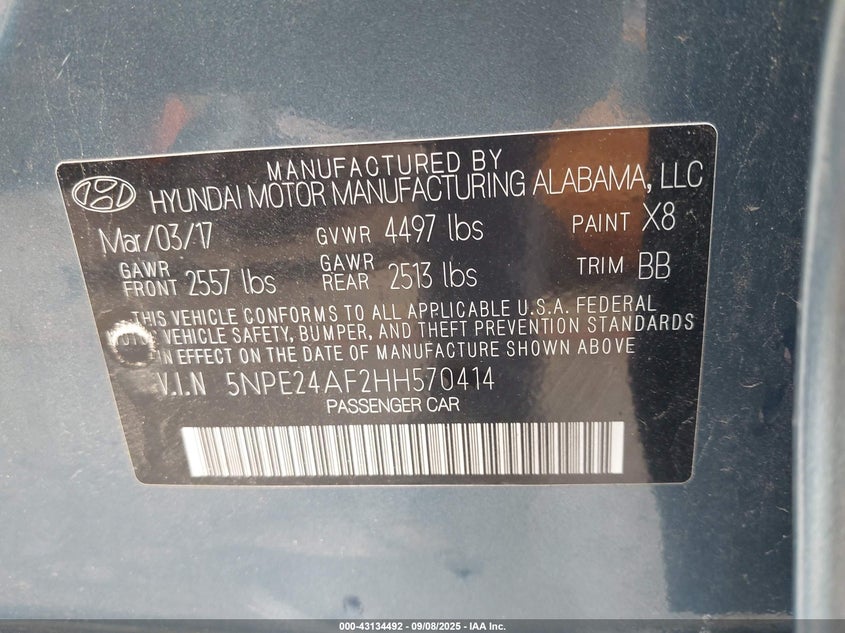 MANUFACTURED BY
HYUNDAI MOTOR MANUFACTURING ALABAMA, LLC
Mar/03/17 GVWR 4497 lbs PAINT X8
GAWR FRONT 2557 lbs GAWR REAR 2513 lbs TRIM BB
THIS VEHICLE CONFORMS TO ALL APPLICABLE U.S.A. FEDERAL
VEHICLE SAFETY, BUMPER, AND THEFT PREVENTION STANDARDS
IN EFFECT ON THE DATE OF MANUFACTURE SHOWN ABOVE
V.I.N 5NPE24AF2HH570414
PASSENGER CAR
000-43134492 - 09/08/2025 - IAA Inc.